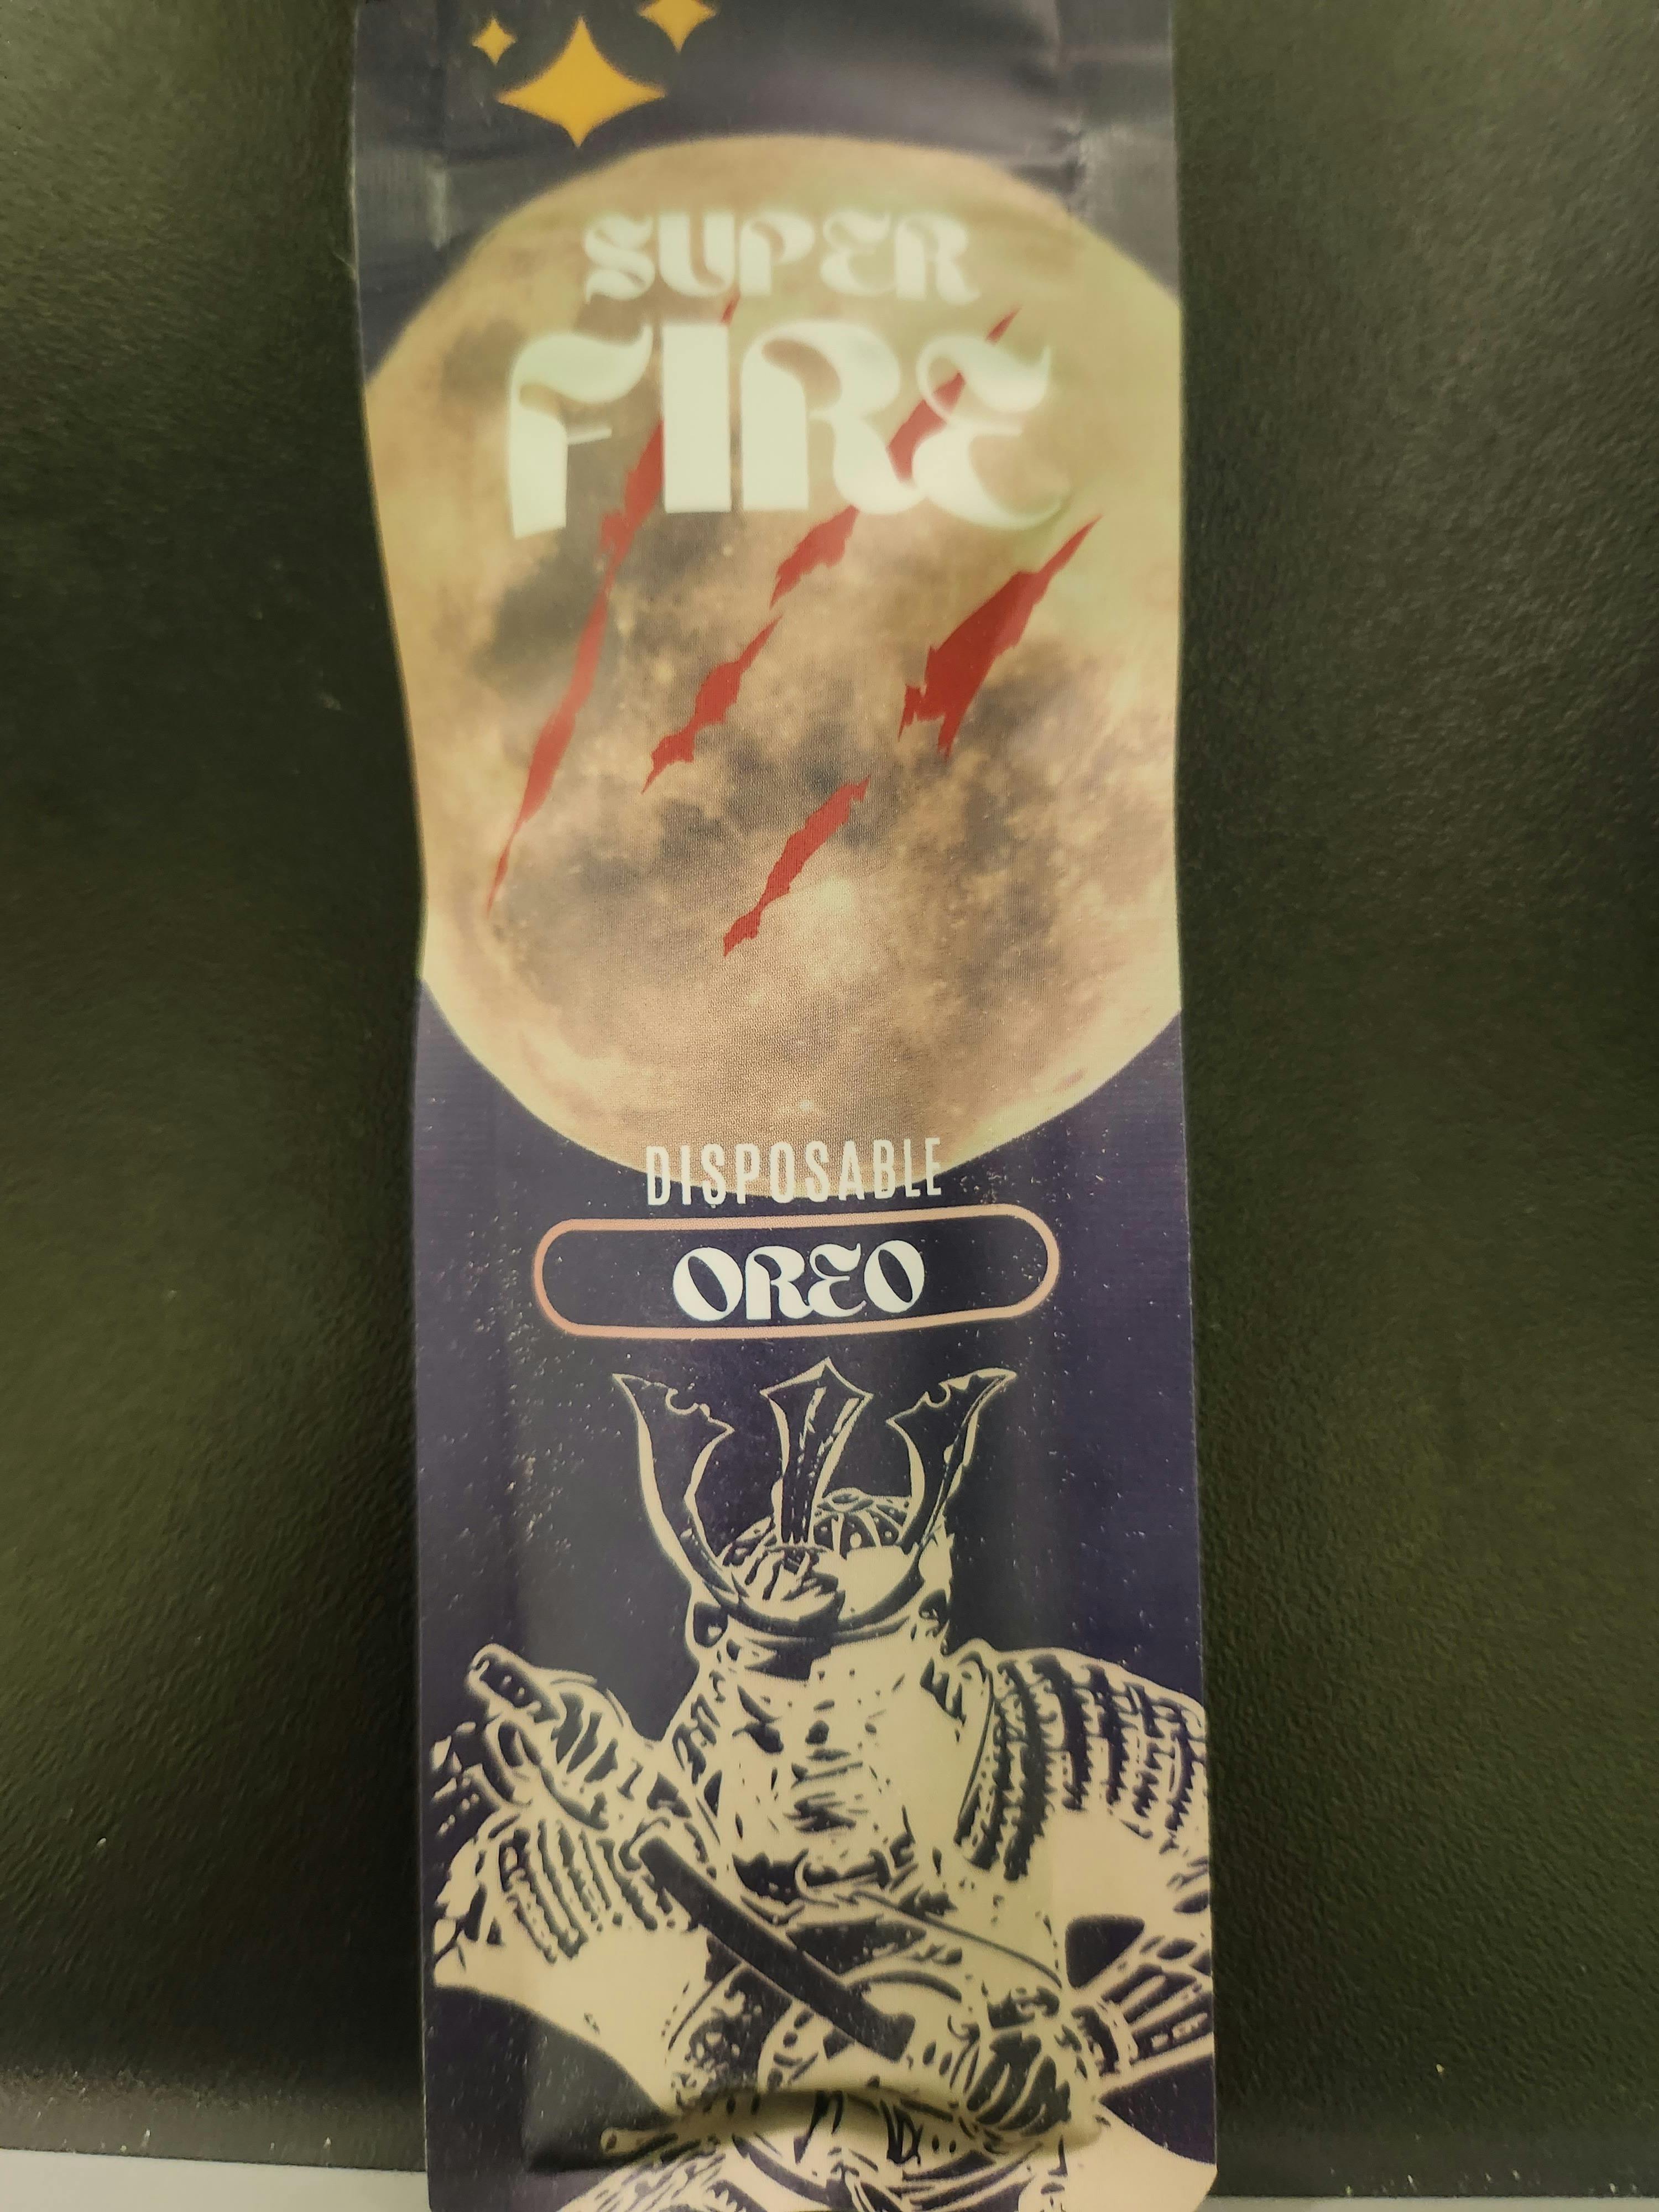 SUPER
FIRE
DISPOSABLE
OREO